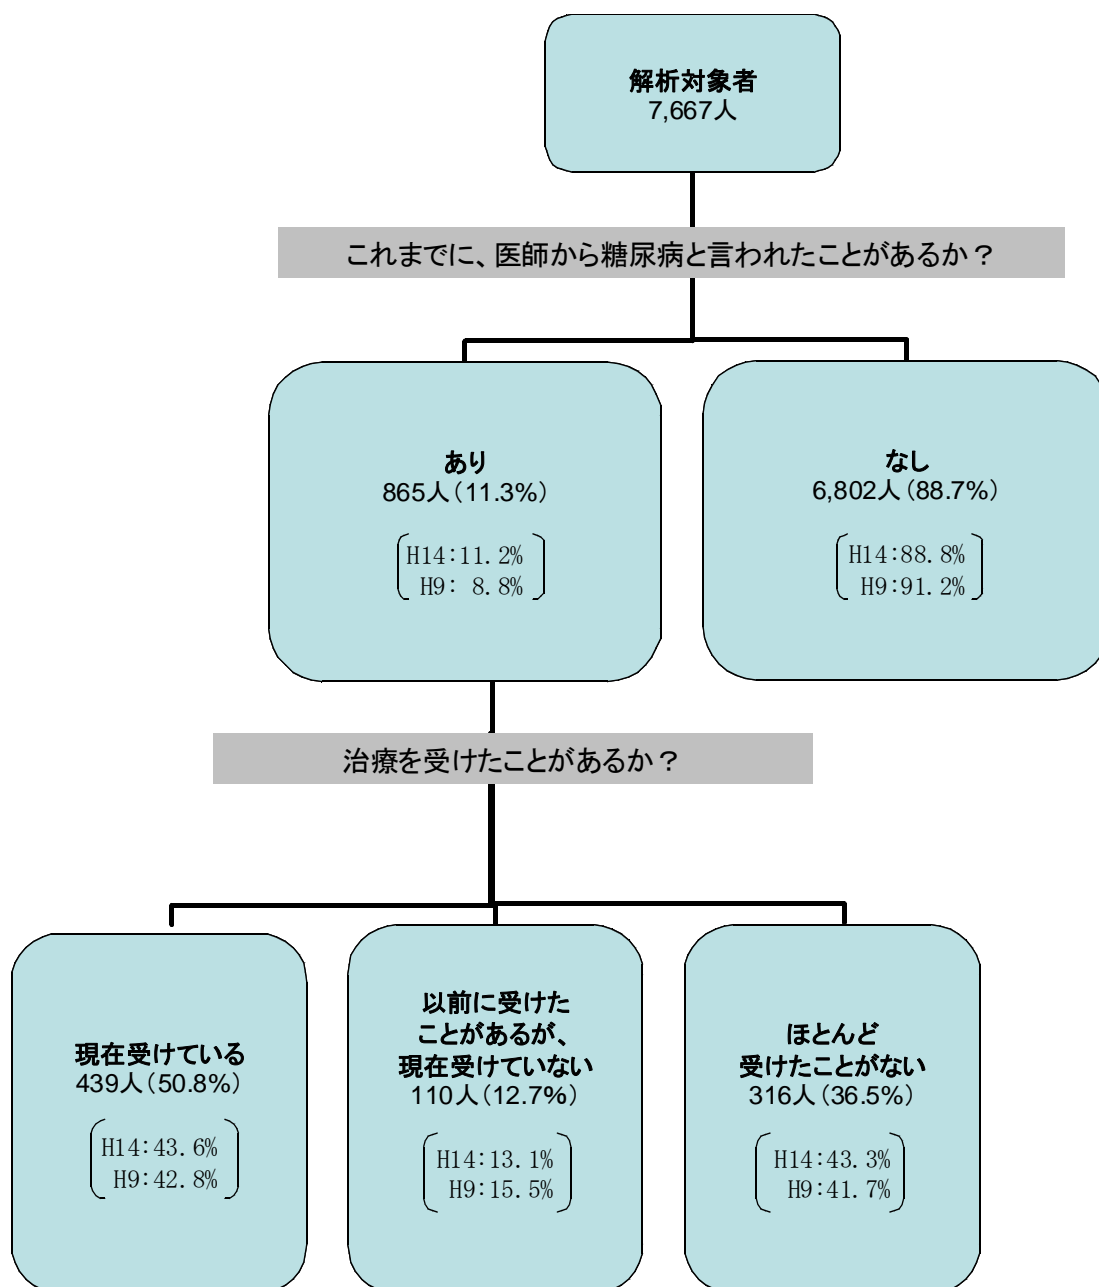 解析対象者
7,667人
これまでに、医師から糖尿病と言われたことがあるか？
あり
865人（11.3%）
H14:11.2%
H9: 8.8%
なし
6,802人（88.7%）
H14:88.8%
H9:91.2%
治療を受けたことがあるか？
現在受けている
439人（50.8%）
H14:43.6%
H9:42.8%
以前に受けた
ことがあるが、
現在受けていない
110人（12.7%）
H14:13.1%
H9:15.5%
ほとんど
受けたことがない
316人（36.5%）
H14:43.3%
H9:41.7%